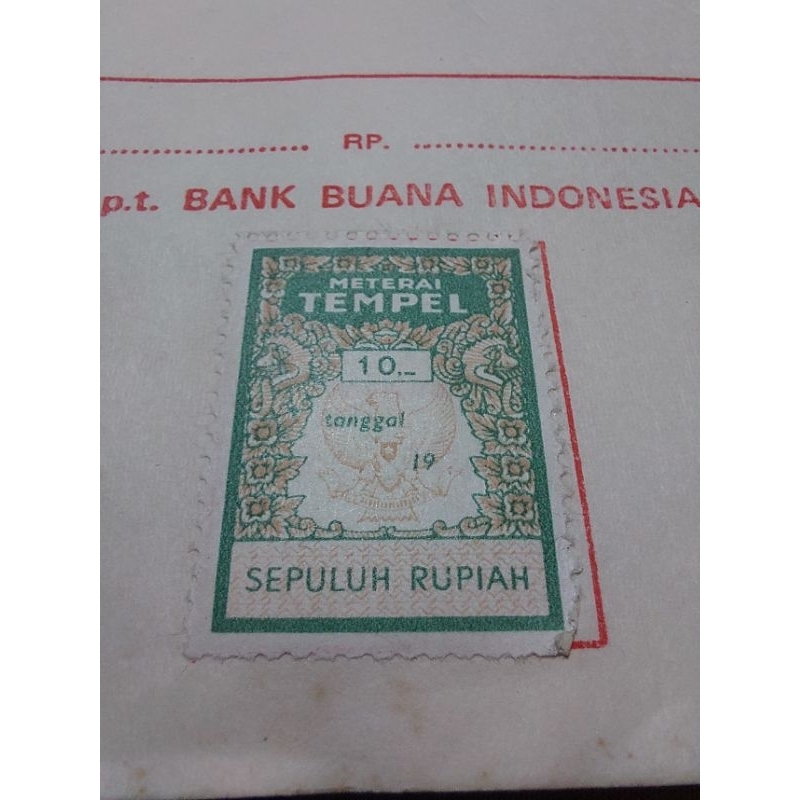 RP.
p.t. BANK BUANA INDONESIA
METERAI
TEMPEL
10.-
tanggal
19
SEPULUH RUPIAH